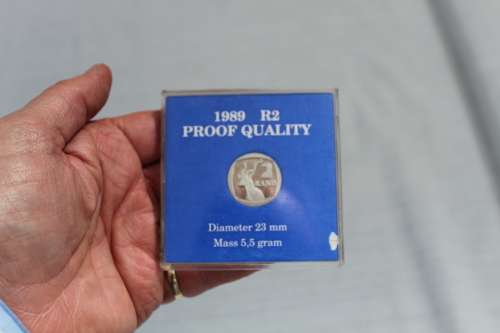 1989 R2
PROOF QUALITY
2
RAND
Diameter 23 mm
Mass 5,5 gram